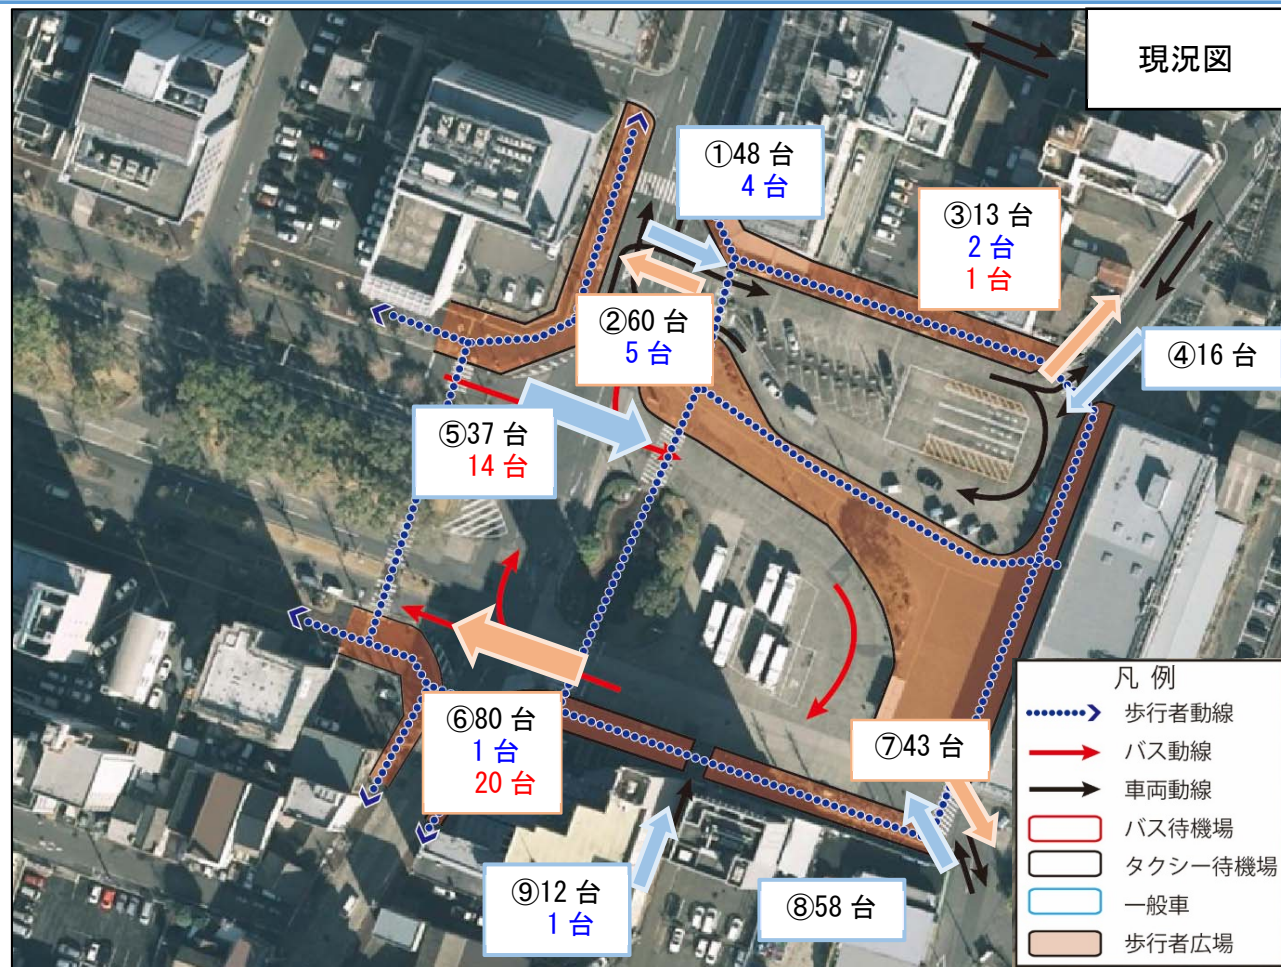 現況図
①48 台
4 台
③13 台
2 台
1 台
②60 台
5 台
④16 台
⑤37 台
14 台
⑥80 台
1 台
20 台
⑦43 台
⑨12 台
1 台
⑧58 台
凡 例
歩行者動線
バス動線
車両動線
バス待機場
タクシー待機場
一般車
歩行者広場